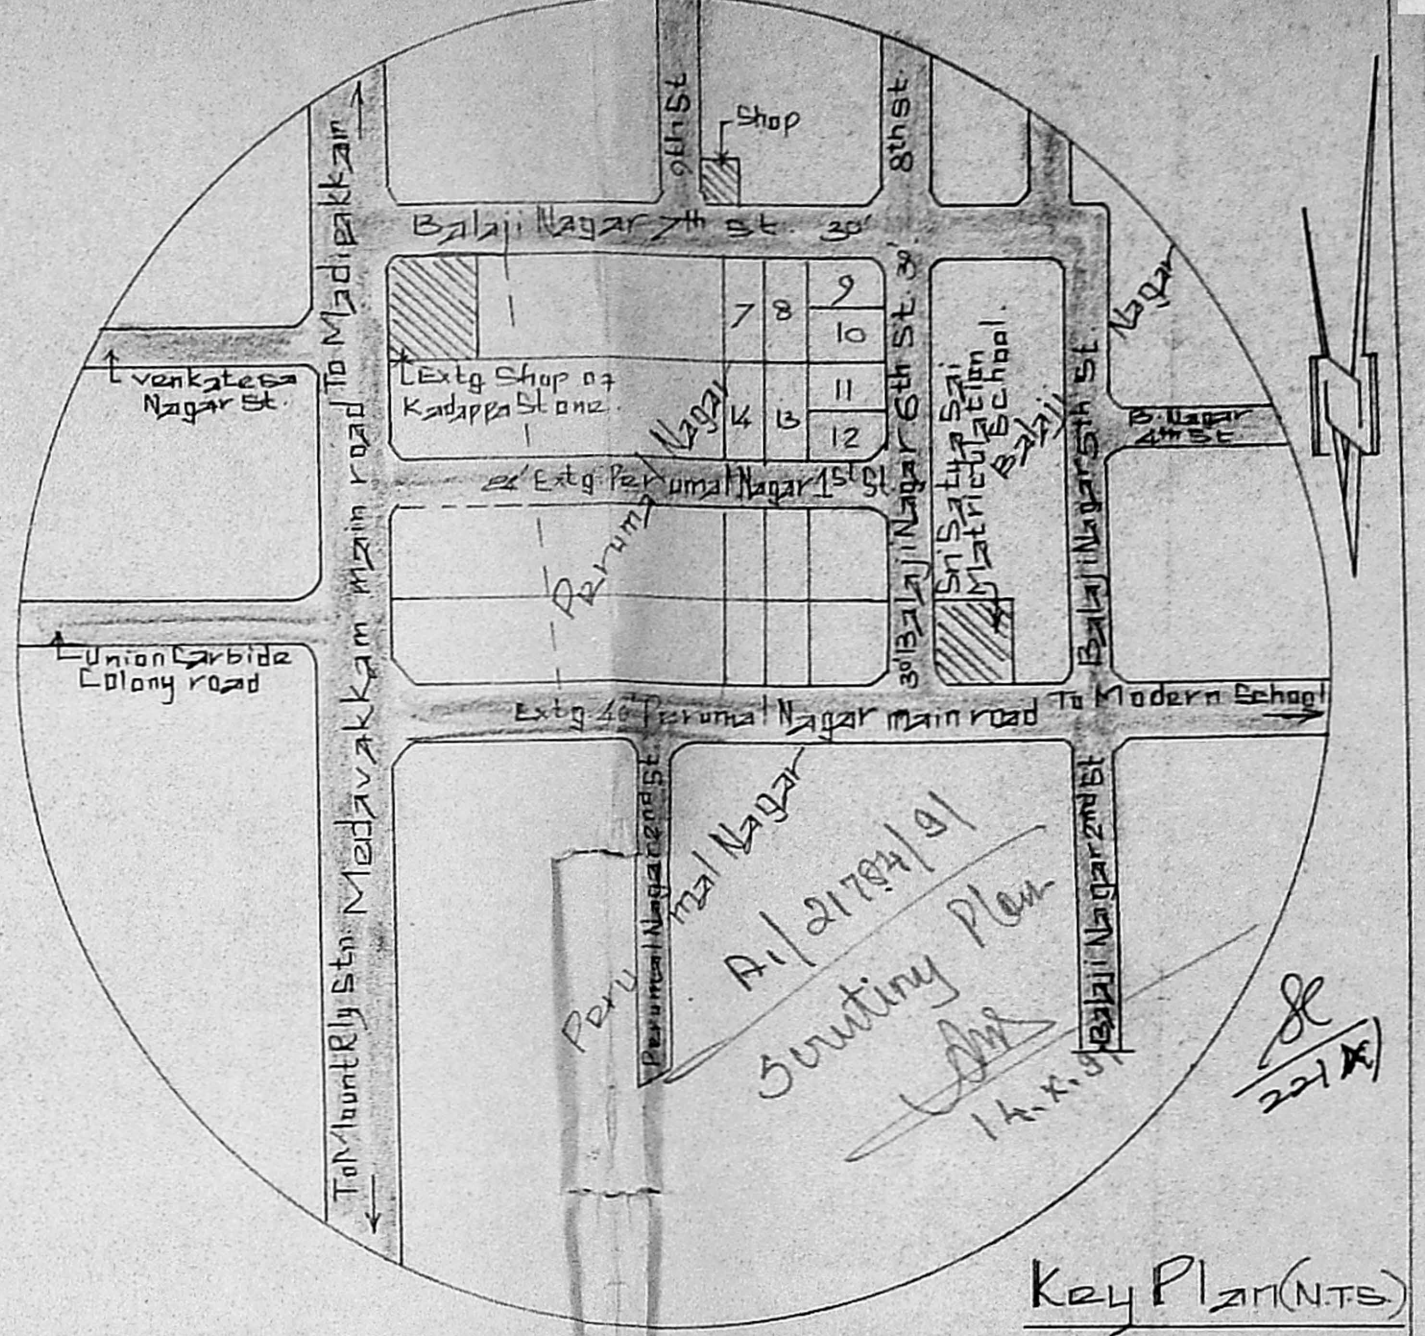 9th St
Shop
8th St.
To Madipakkam
Balaji Nagar 7th St. 30'
30'
Nagar
7
8
9
10
Venkatesa
Nagar St.
Extg Shop of
Kadappa Stone.
14
13
11
12
Sri Satya Sai
Matriculation
School.
Balaji
B. Nagar
4th St
Extg Perumal Nagar 1st St.
Perumal Nagar
30' Balaji Nagar 6th St.
Balaji Nagar 5th St.
Union Carbide
Colony road
Medavakkam main road
Extg 40' Perumal Nagar main road
To Modern School
Perumal Nagar 2nd St.
Perumal Nagar
Balaji Nagar 2nd St
A1/21784/91
Scrutiny Plan
14.X.91
To Mount Rly Stn.
Key Plan (N.T.S.)